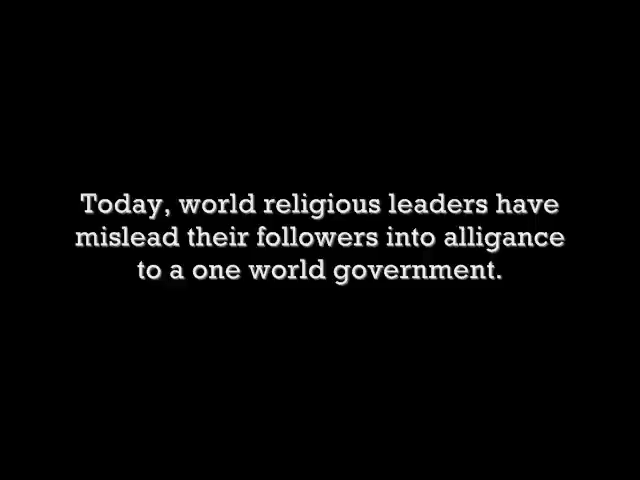 Today, world religious leaders have
mislead their followers into alligance
to a one world government.